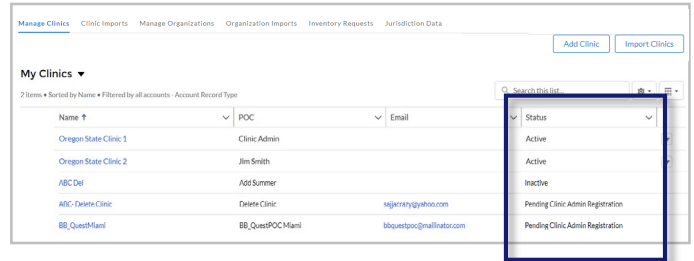 Manage Clinics Clinic Imports Manage Organizations Organization Imports Inventory Requests Jurisdiction Data
Add Clinic Import Clinics
My Clinics
2 items • Sorted by Name • Filtered by all accounts - Account Record Type
Search this list...
Name ↑ POC Email Status
Oregon State Clinic 1 Clinic Admin Active
Oregon State Clinic 2 Jim Smith Active
ABC Del Add Summer Inactive
ABC- Delete Clinic Delete Clinic sajjacrazy@yahoo.com Pending Clinic Admin Registration
BB_QuestMiami BB_QuestPOC Miami bbquestpoc@mailinator.com Pending Clinic Admin Registration